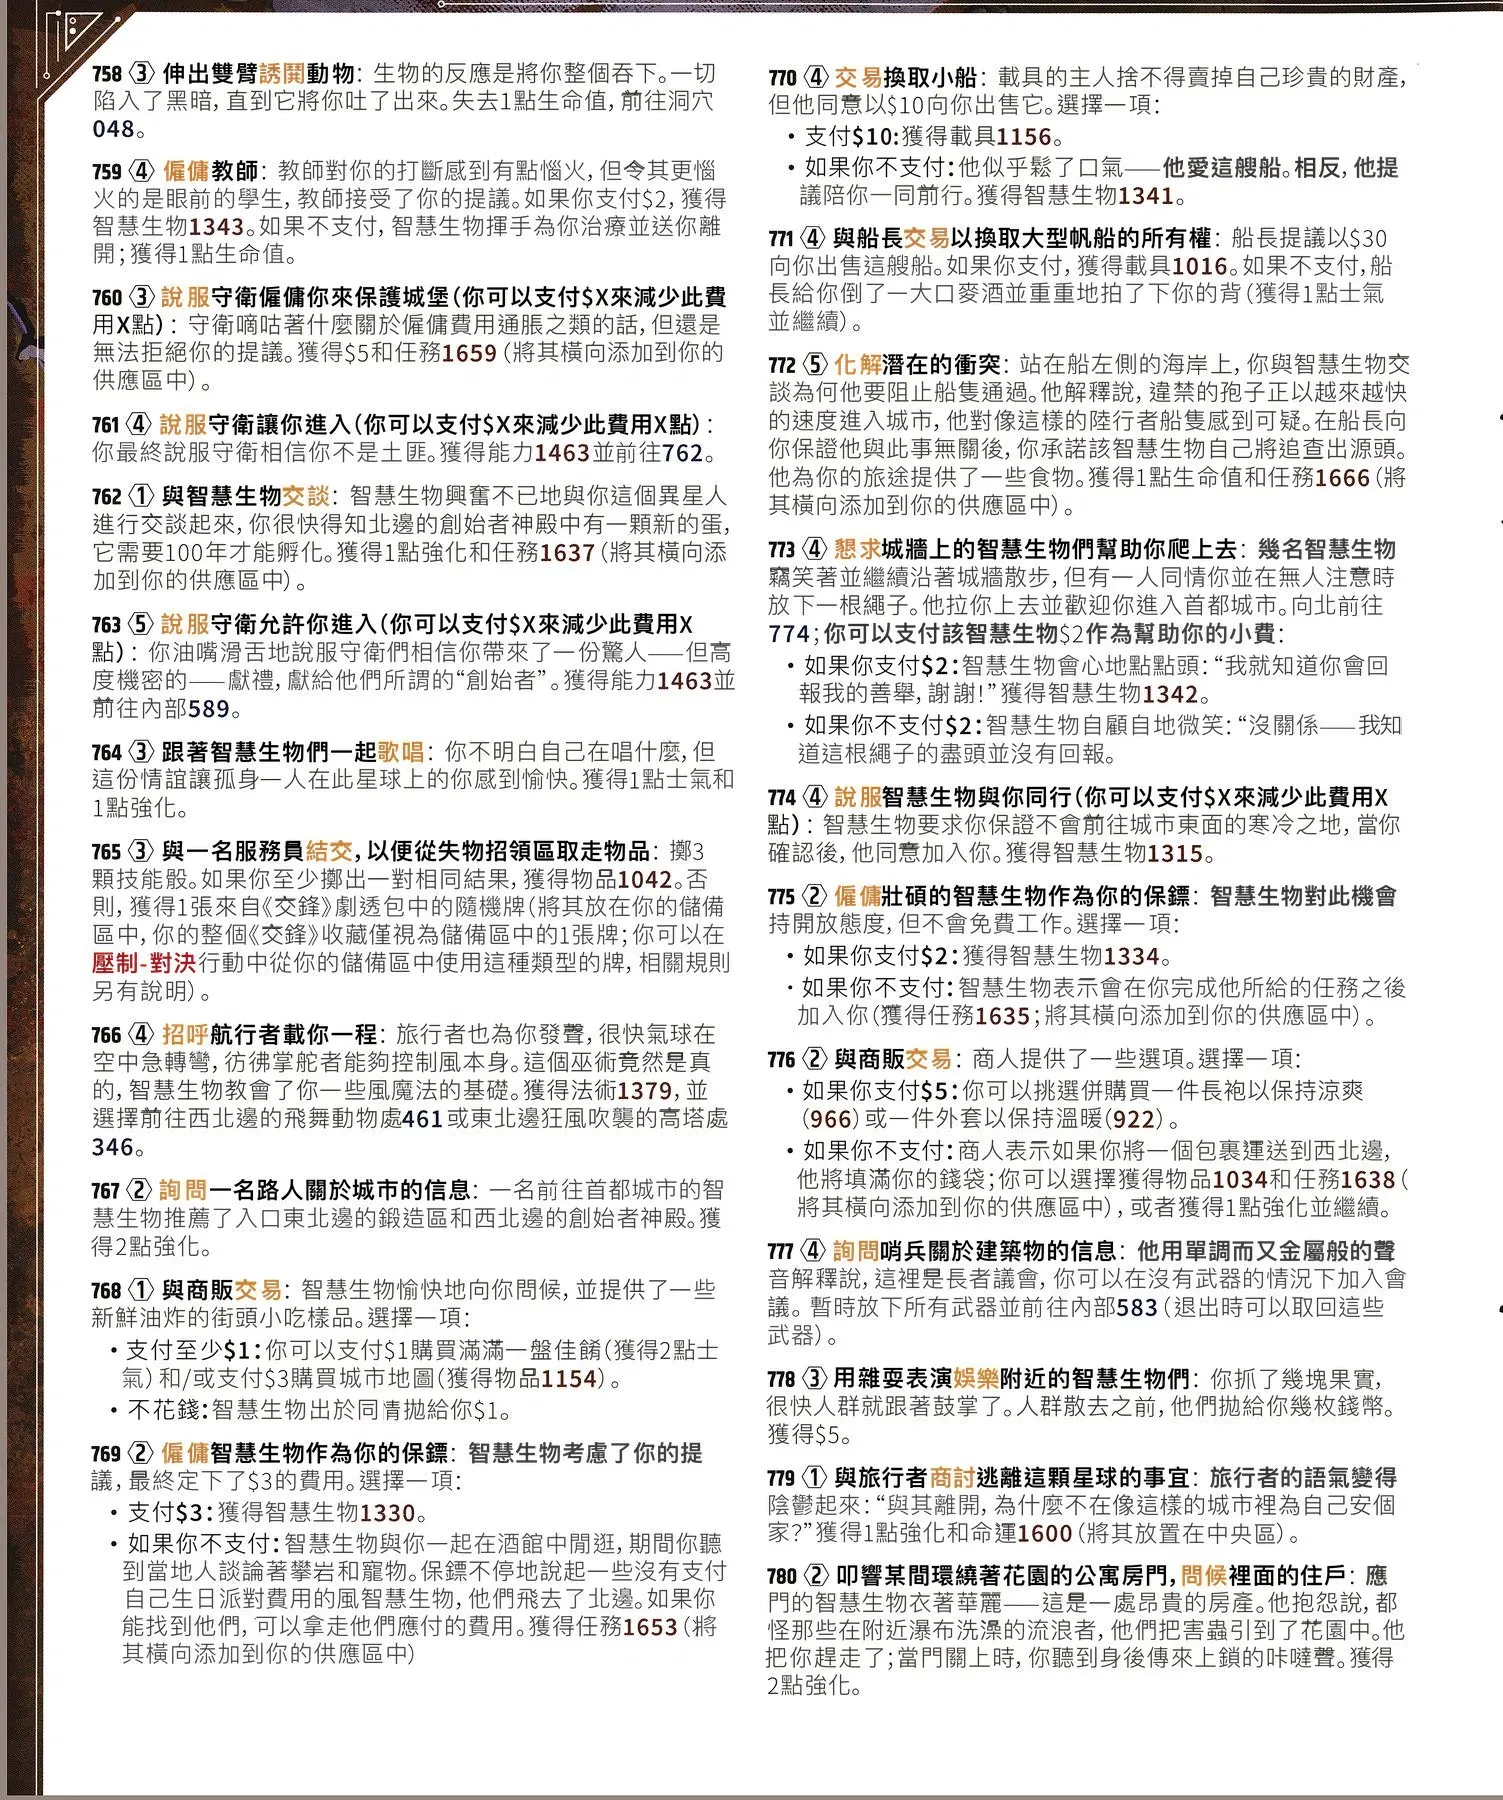 758 ③ 伸出雙臂誘鬨動物：生物的反應是將你整個吞下。一切
陷入了黑暗，直到它將你吐了出來。失去1點生命值，前往洞穴
048。
759 ④ 僱傭教師：教師對你的打斷感到有點惱火，但令其更惱
火的是眼前的學生，教師接受了你的提議。如果你支付$2，獲得
智慧生物1343。如果不支付，智慧生物揮手為你治療並送你離
開；獲得1點生命值。
760 ③ 說服守衛僱傭你來保護城堡（你可以支付$X來減少此費
用X點）：守衛嘀咕著什麼關於僱傭費用通脹之類的話，但還是
無法拒絕你的提議。獲得$5和任務1659（將其橫向添加到你的
供應區中）。
761 ④ 說服守衛讓你進入（你可以支付$X來減少此費用X點）：
你最終說服守衛相信你不是土匪。獲得能力1463並前往762。
762 ① 與智慧生物交談：智慧生物興奮不已地與你這個異星人
進行交談起來，你很快得知北邊的創始者神殿中有一顆新的蛋，
它需要100年才能孵化。獲得1點強化和任務1637（將其橫向添
加到你的供應區中）。
763 ⑤ 說服守衛允許你進入（你可以支付$X來減少此費用X
點）：你油嘴滑舌地說服守衛們相信你帶來了一份驚人——但高
度機密的——獻禮，獻給他們所謂的“創始者”。獲得能力1463並
前往內部589。
764 ③ 跟著智慧生物們一起歌唱：你不明白自己在唱什麼，但
這份情誼讓孤身一人在此星球上的你感到愉快。獲得1點士氣和
1點強化。
765 ③ 與一名服務員結交，以便從失物招領區取走物品：擲3
顆技能骰。如果你至少擲出一對相同結果，獲得物品1042。否
則，獲得1張來自《交鋒》劇透包中的隨機牌（將其放在你的儲備
區中，你的整個《交鋒》收藏僅視為儲備區中的1張牌；你可以在
壓制-對決行動中從你的儲備區中使用這種類型的牌，相關規則
另有說明）。
766 ④ 招呼航行者載你一程：旅行者也為你發聲，很快氣球在
空中急轉彎，彷彿掌舵者能夠控制風本身。這個巫術竟然是真
的，智慧生物教會了你一些風魔法的基礎。獲得法術1379，並
選擇前往西北邊的飛舞動物處461或東北邊狂風吹襲的高塔處
346。
767 ② 詢問一名路人關於城市的信息：一名前往首都城市的智
慧生物推薦了入口東北邊的鍛造區和西北邊的創始者神殿。獲
得2點強化。
768 ① 與商販交易：智慧生物愉快地向你問候，並提供了一些
新鮮油炸的街頭小吃樣品。選擇一項：
・支付至少$1：你可以支付$1購買滿滿一盤佳餚（獲得2點士
氣）和/或支付$3購買城市地圖（獲得物品1154）。
・不花錢：智慧生物出於同情拋給你$1。
769 ② 僱傭智慧生物作為你的保鏢：智慧生物考慮了你的提
議，最終定下了$3的費用。選擇一項：
・支付$3：獲得智慧生物1330。
・如果你不支付：智慧生物與你一起在酒館中閒逛，期間你聽
到當地人談論著攀岩和寵物。保鏢不停地說起一些沒有支付
自己生日派對費用的風智慧生物，他們飛去了北邊。如果你
能找到他們，可以拿走他們應付的費用。獲得任務1653（將
其橫向添加到你的供應區中）
770 ④ 交易換取小船：載具的主人捨不得賣掉自己珍貴的財產，
但他同意以$10向你出售它。選擇一項：
・支付$10:獲得載具1156。
・如果你不支付：他似乎鬆了口氣——他愛這艘船。相反，他提
議陪你一同前行。獲得智慧生物1341。
771 ④ 與船長交易以換取大型帆船的所有權：船長提議以$30
向你出售這艘船。如果你支付，獲得載具1016。如果不支付，船
長給你倒了一大口麥酒並重重地拍了下你的背（獲得1點士氣
並繼續）。
772 ⑤ 化解潛在的衝突：站在船左側的海岸上，你與智慧生物交
談為何他要阻止船隻通過。他解釋說，違禁的孢子正以越來越快
的速度進入城市，他對像這樣的陸行者船隻感到可疑。在船長向
你保證他與此事無關後，你承諾該智慧生物自己將追查出源頭。
他為你的旅途提供了一些食物。獲得1點生命值和任務1666（將
其橫向添加到你的供應區中）。
773 ④ 懇求城牆上的智慧生物們幫助你爬上去：幾名智慧生物
竊笑著並繼續沿著城牆散步，但有一人同情你並在無人注意時
放下一根繩子。他拉你上去並歡迎你進入首都城市。向北前往
774；你可以支付該智慧生物$2作為幫助你的小費：
・如果你支付$2：智慧生物會心地點點頭：“我就知道你會回
報我的善舉，謝謝！”獲得智慧生物1342。
・如果你不支付$2：智慧生物自顧自地微笑：“沒關係——我知
道這根繩子的盡頭並沒有回報。
774 ④ 說服智慧生物與你同行（你可以支付$X來減少此費用X
點）：智慧生物要求你保證不會前往城市東面的寒冷之地，當你
確認後，他同意加入你。獲得智慧生物1315。
775 ② 僱傭壯碩的智慧生物作為你的保鏢：智慧生物對此機會
持開放態度，但不會免費工作。選擇一項：
・如果你支付$2：獲得智慧生物1334。
・如果你不支付：智慧生物表示會在你完成他所給的任務之後
加入你（獲得任務1635；將其橫向添加到你的供應區中）。
776 ② 與商販交易：商人提供了一些選項。選擇一項：
・如果你支付$5：你可以挑選併購買一件長袍以保持涼爽
（966）或一件外套以保持溫暖（922）。
・如果你不支付：商人表示如果你將一個包裹運送到西北邊，
他將填滿你的錢袋；你可以選擇獲得物品1034和任務1638（
將其橫向添加到你的供應區中），或者獲得1點強化並繼續。
777 ④ 詢問哨兵關於建築物的信息：他用單調而又金屬般的聲
音解釋說，這裡是長者議會，你可以在沒有武器的情況下加入會
議。暫時放下所有武器並前往內部583（退出時可以取回這些
武器）。
778 ③ 用雜耍表演娛樂附近的智慧生物們：你抓了幾塊果實，
很快人群就跟著鼓掌了。人群散去之前，他們拋給你幾枚錢幣。
獲得$5。
779 ① 與旅行者商討逃離這顆星球的事宜：旅行者的語氣變得
陰鬱起來：“與其離開，為什麼不在像這樣的城市裡為自己安個
家？”獲得1點強化和命運1600（將其放置在中央區）。
780 ② 叩響某間環繞著花園的公寓房門，問候裡面的住戶：應
門的智慧生物衣著華麗——這是一處昂貴的房產。他抱怨說，都
怪那些在附近瀑布洗澡的流浪者，他們把害蟲引到了花園中。他
把你趕走了；當門關上時，你聽到身後傳來上鎖的咔噠聲。獲得
2點強化。